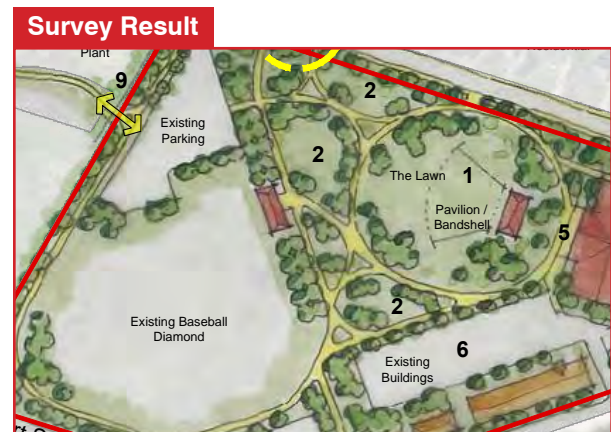 Survey Result
Plant
9
Existing
Parking
2
2
The Lawn
1
Pavilion /
Bandshell
5
2
Existing Baseball
Diamond
6
Existing
Buildings